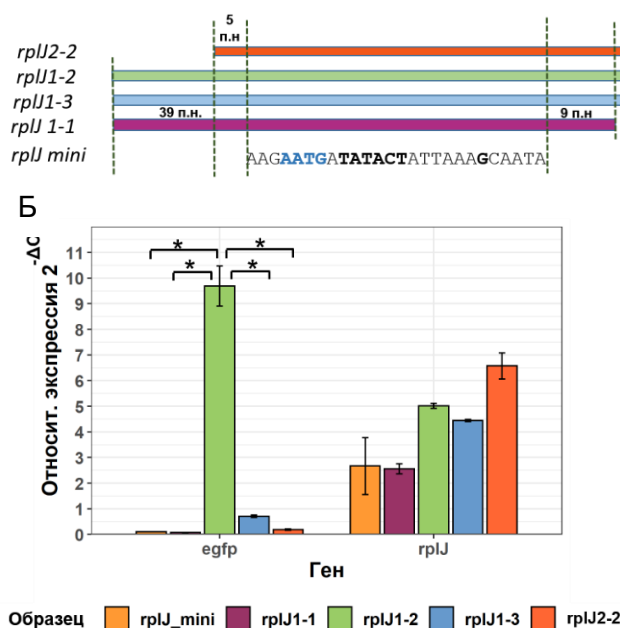 5
п.н
rplJ2-2
rplJ1-2
rplJ1-3
39 п.н.
9 п.н
rplJ 1-1
rplJ mini
AAGAATGATATACTATTAAAGCAATA
Б
Относит. экспрессия 2
-ΔC
* * * *
11
10
9
8
7
6
5
4
3
2
1
0
egfp rplJ
Ген
Образец rplJ_mini rplJ1-1 rplJ1-2 rplJ1-3 rplJ2-2